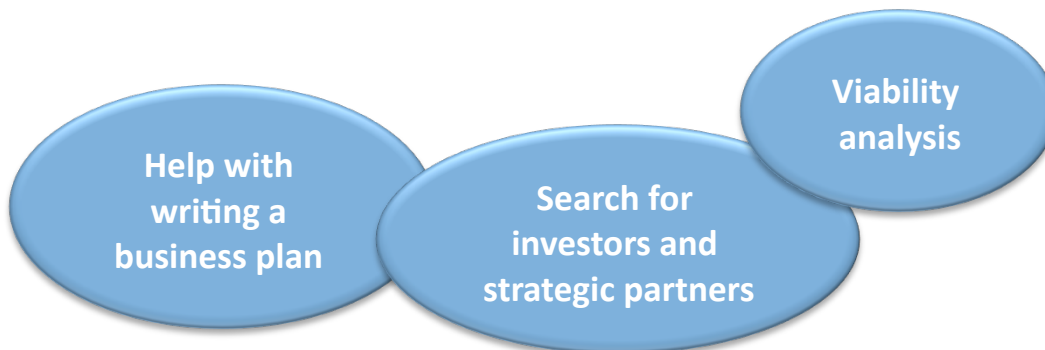 Help with
writing a
business plan
Search for
investors and
strategic partners
Viability
analysis